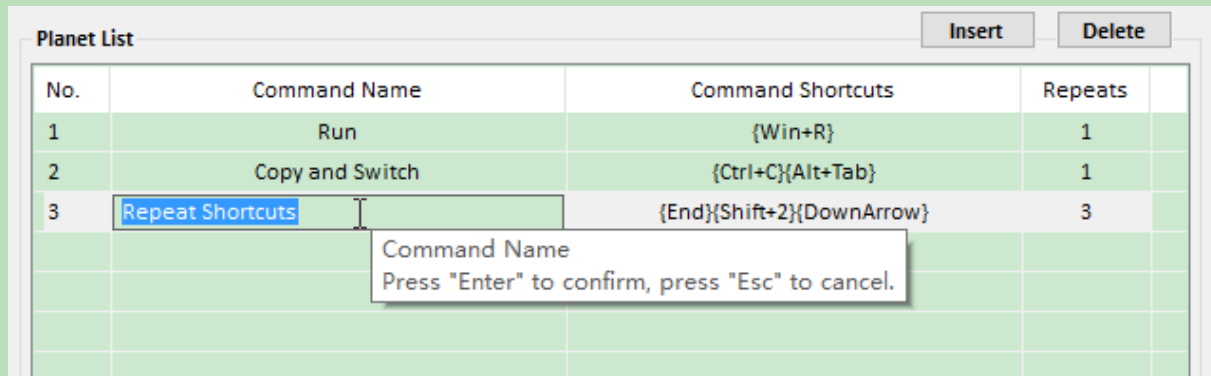 Planet List
Insert
Delete
No. Command Name Command Shortcuts Repeats
1 Run {Win+R} 1
2 Copy and Switch {Ctrl+C}{Alt+Tab} 1
3 Repeat Shortcuts {End}{Shift+2}{DownArrow} 3
Command Name
Press "Enter" to confirm, press "Esc" to cancel.